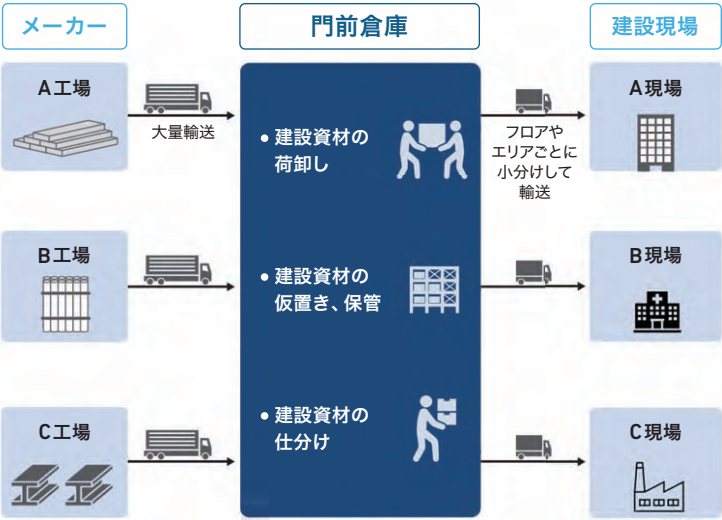 メーカー
門前倉庫
建設現場
A工場
大量輸送
B工場
C工場
• 建設資材の
荷卸し
• 建設資材の
仮置き、保管
• 建設資材の
仕分け
フロアや
エリアごとに
小分けして
輸送
A現場
B現場
C現場